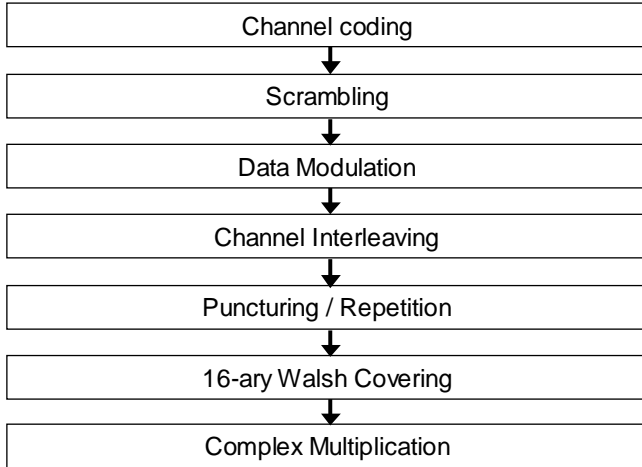 Channel coding
Scrambling
Data Modulation
Channel Interleaving
Puncturing / Repetition
16-ary Walsh Covering
Complex Multiplication